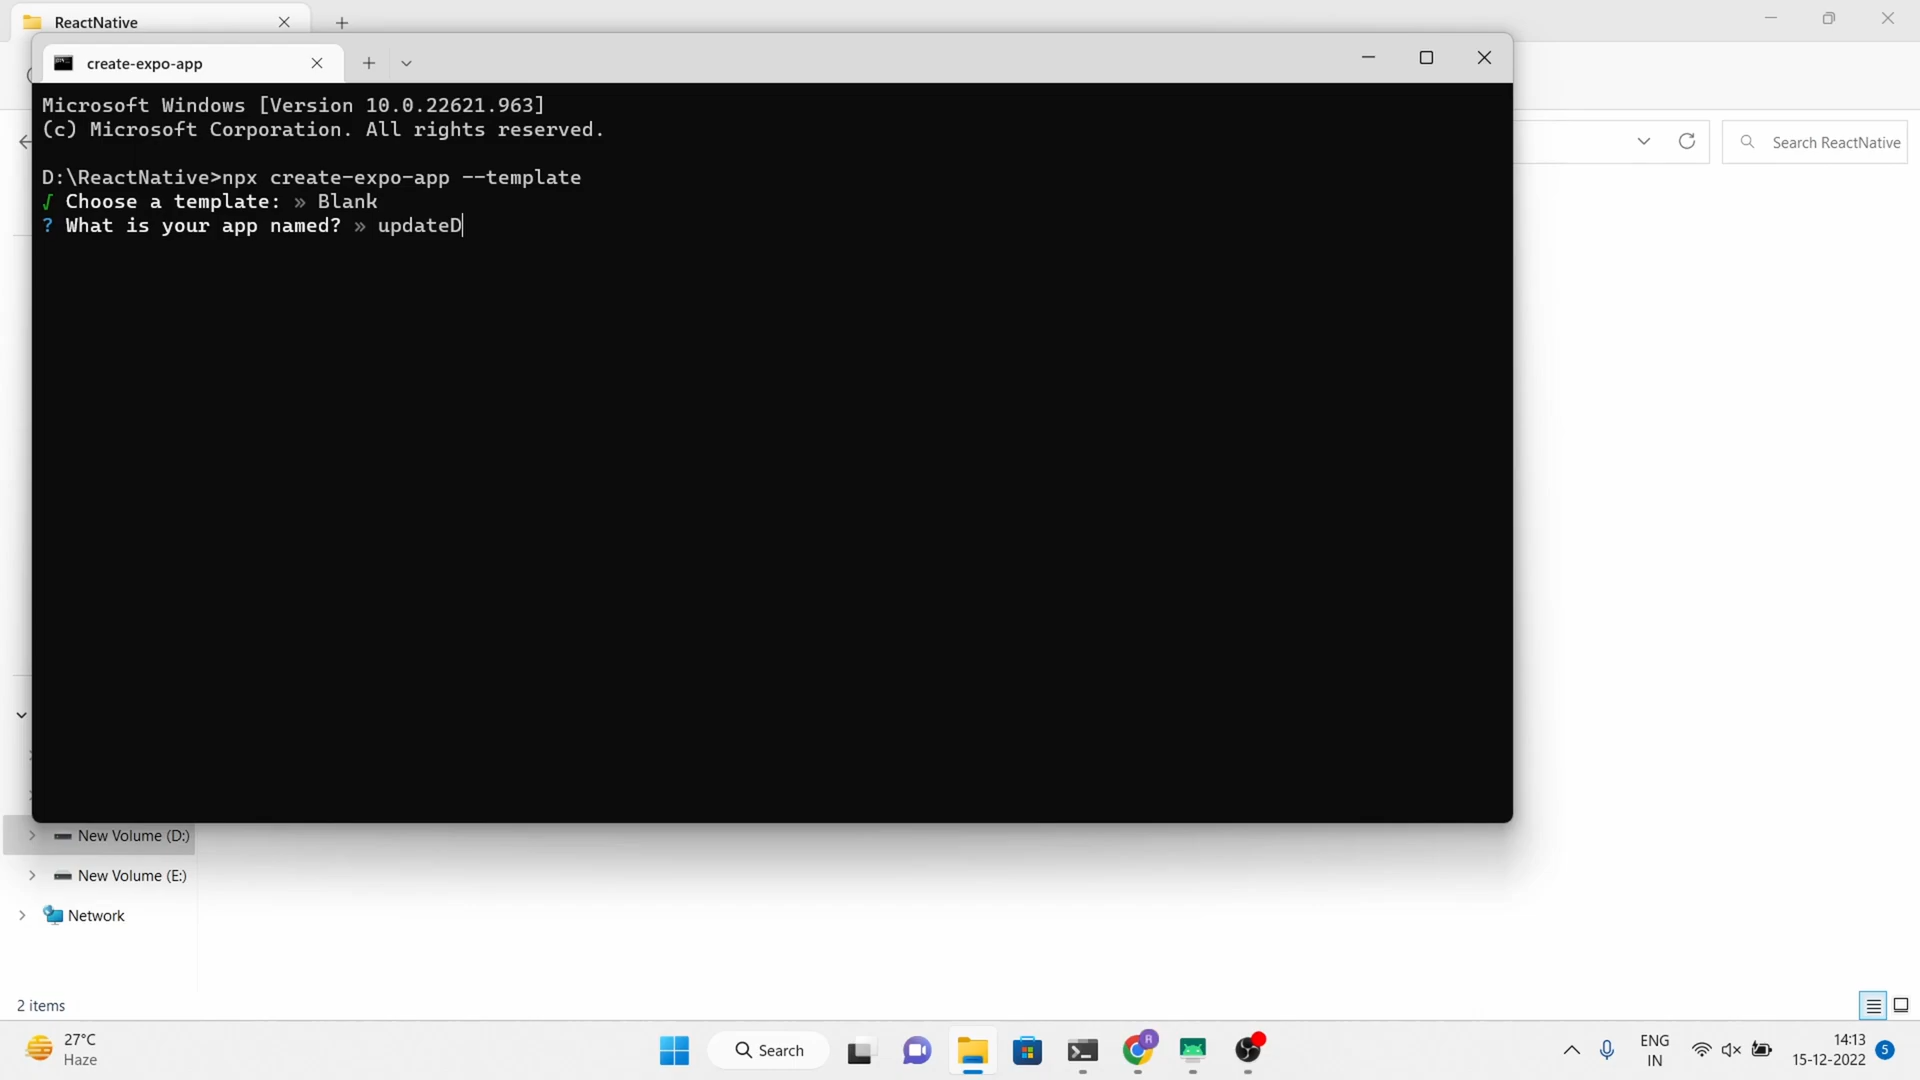 ReactNative
create-expo-app
Microsoft Windows [Version 10.0.22621.963]
(c) Microsoft Corporation. All rights reserved.
D:\ReactNative>npx create-expo-app --template
√ Choose a template: » Blank
? What is your app named? » updateD
Search ReactNative
New Volume (D:)
New Volume (E:)
Network
2 items
27°C
Haze
Search
R
ENG
IN
14:13
15-12-2022
5